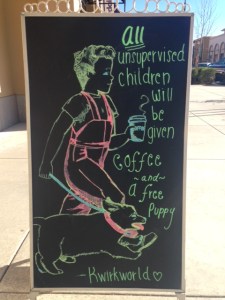 all
unsupervised
children
will
be
given
coffee
-and-
a free
Puppy
-Kwirkworld♡